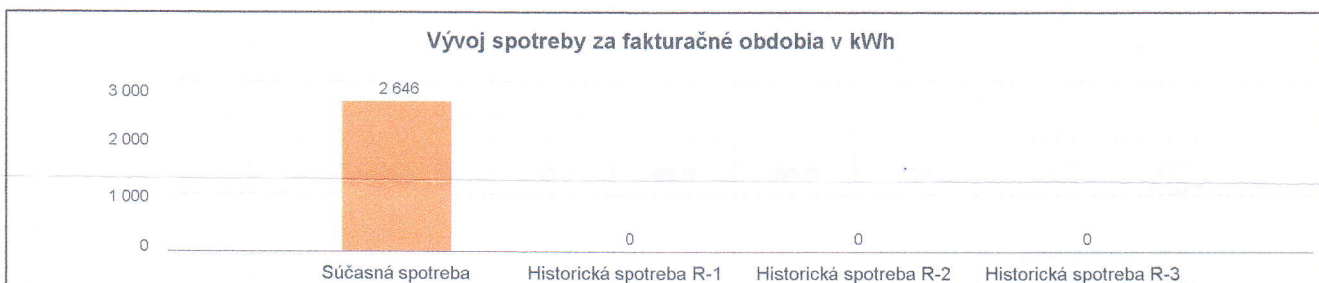 Vývoj spotreby za fakturačné obdobia v kWh
3 000
2 646
2 000
1 000
0
0
0
0
Súčasná spotreba
Historická spotreba R-1
Historická spotreba R-2
Historická spotreba R-3